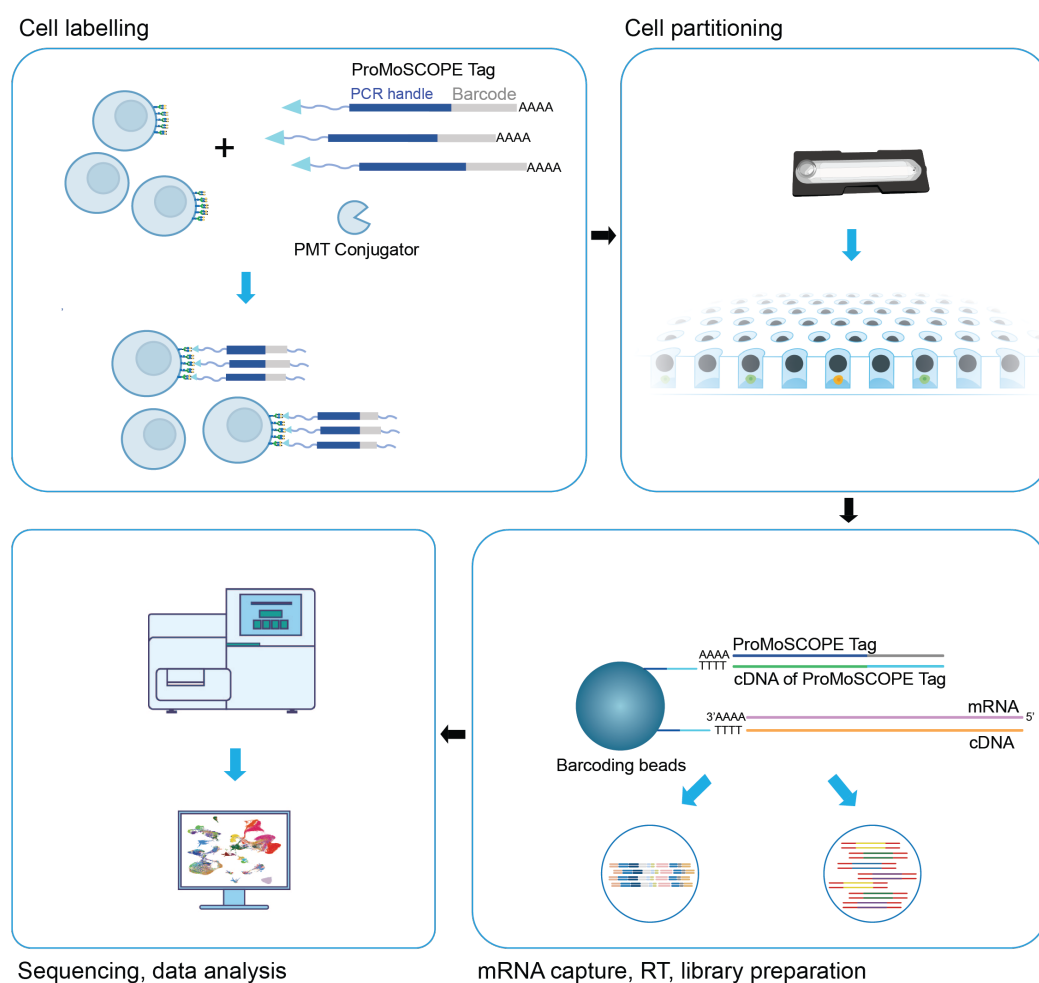 Cell labelling
ProMoSCOPE Tag
PCR handle
Barcode
AAAA
AAAA
AAAA
+
PMT Conjugator
Cell partitioning
ProMoSCOPE Tag
AAAA
TTTT
cDNA of ProMoSCOPE Tag
mRNA
3'AAAA
5'
TTTT
cDNA
Barcoding beads
Sequencing, data analysis
mRNA capture, RT, library preparation